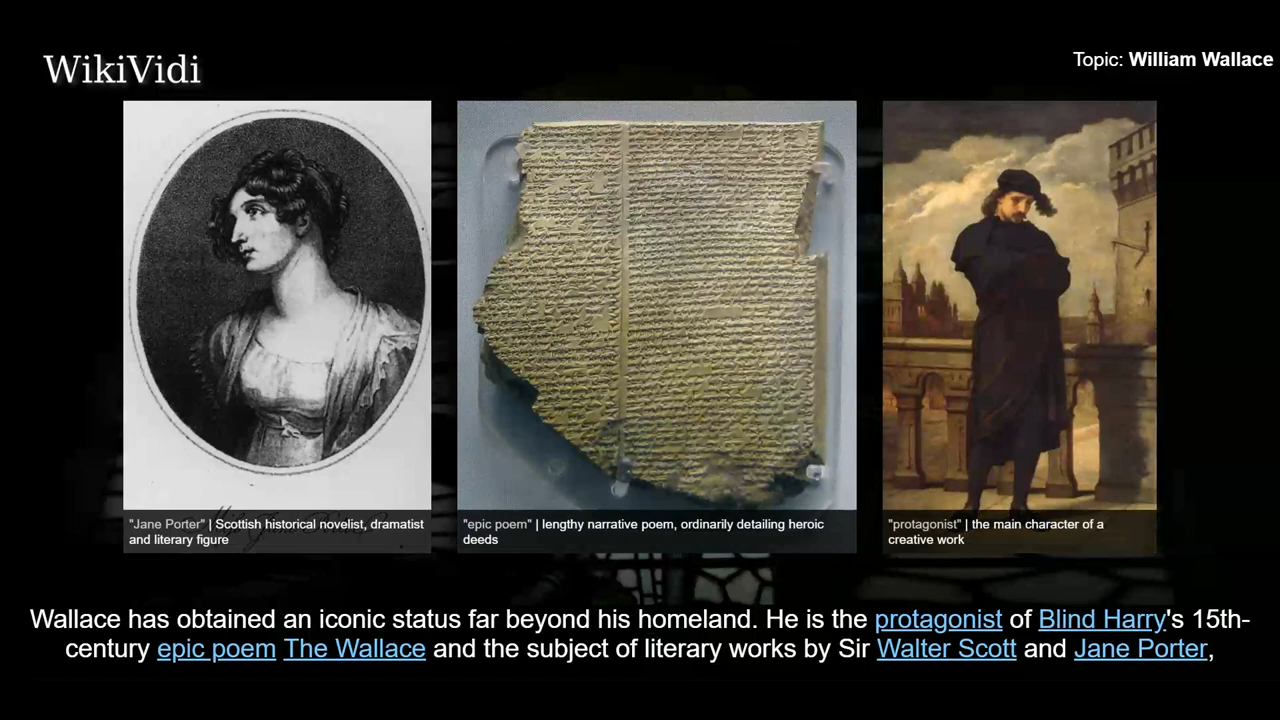 WikiVidi
Topic: William Wallace
"Jane Porter" | Scottish historical novelist, dramatist
and literary figure
"epic poem" | lengthy narrative poem, ordinarily detailing heroic
deeds
"protagonist" | the main character of a
creative work
Wallace has obtained an iconic status far beyond his homeland. He is the protagonist of Blind Harry's 15th-
century epic poem The Wallace and the subject of literary works by Sir Walter Scott and Jane Porter,